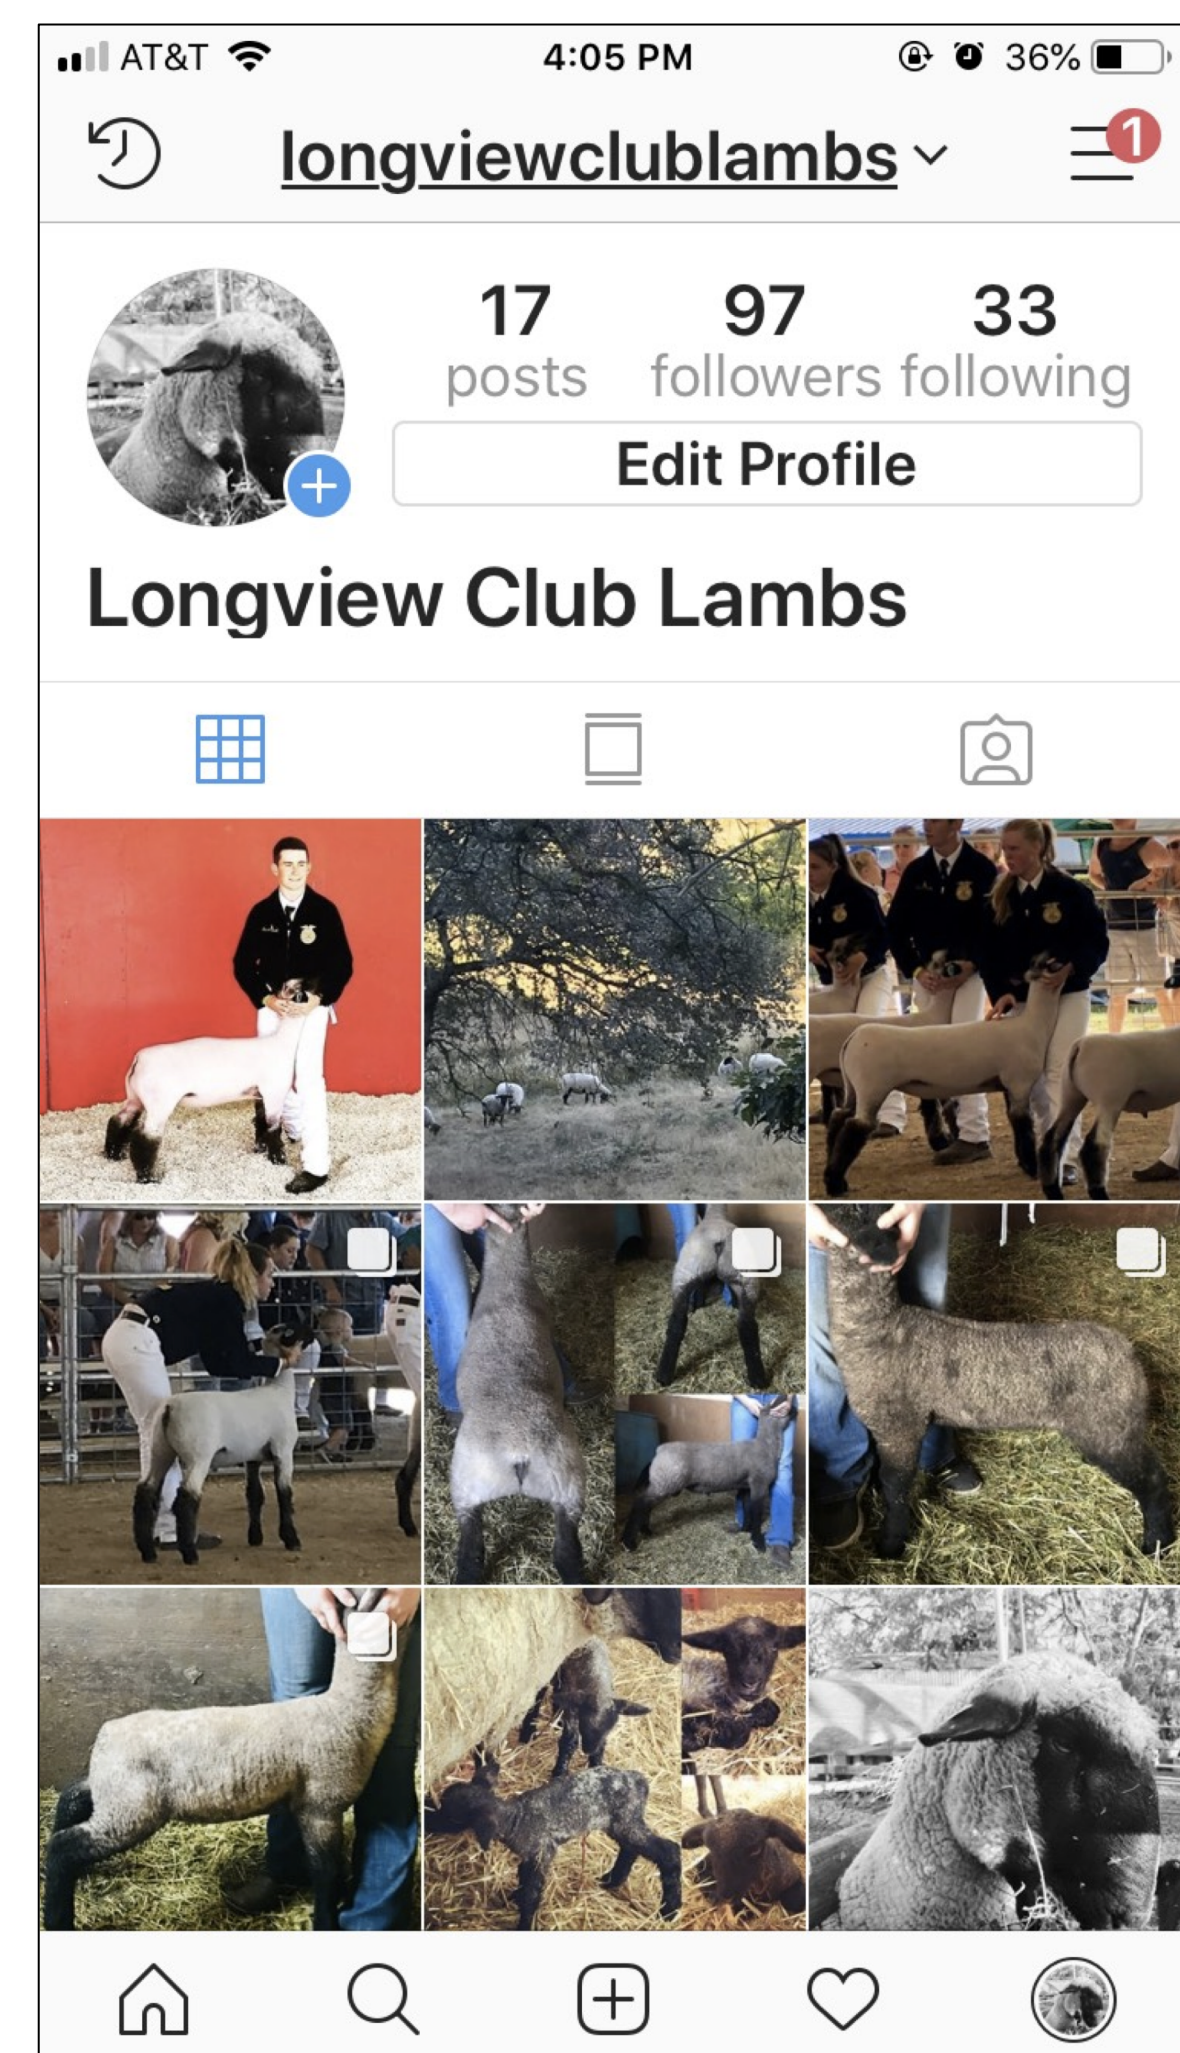 AT&T 4:05 PM 36%
longviewclublambs
1
17 97 33
posts followers following
Edit Profile
Longview Club Lambs